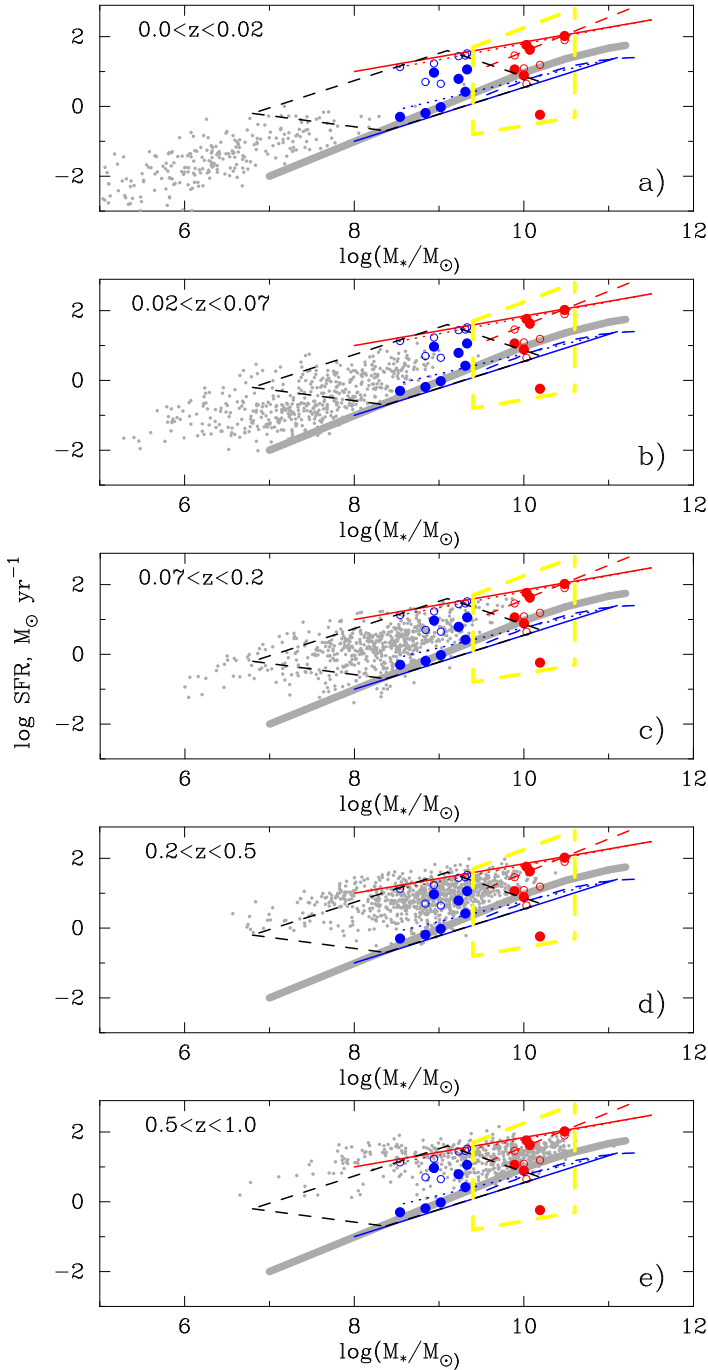 0.0<z<0.02
2
0
−2
a)
6 8 10 12
log(M*/M⊙)
0.02<z<0.07
2
0
−2
b)
6 8 10 12
log(M*/M⊙)
log SFR, M⊙ yr−1
0.07<z<0.2
2
0
−2
c)
6 8 10 12
log(M*/M⊙)
0.2<z<0.5
2
0
−2
d)
6 8 10 12
log(M*/M⊙)
0.5<z<1.0
2
0
−2
e)
6 8 10 12
log(M*/M⊙)